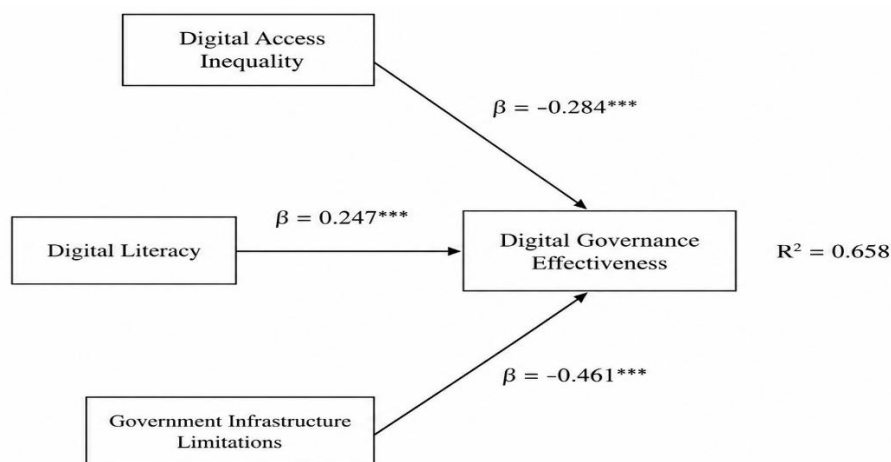 Digital Access
Inequality
β = –0.284***
β = 0.247***
Digital Literacy
Digital Governance
Effectiveness
R² = 0.658
β = –0.461***
Government Infrastructure
Limitations